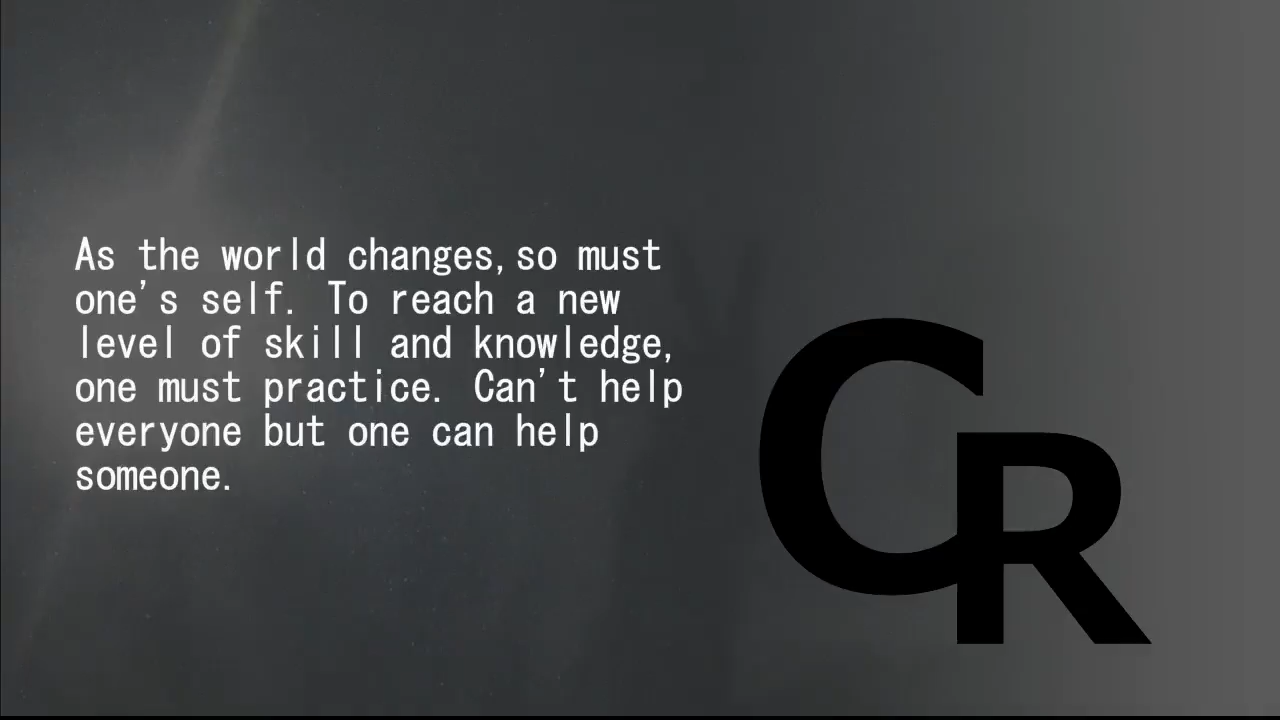 As the world changes,so must
one's self. To reach a new
level of skill and knowledge,
one must practice. Can't help
everyone but one can help
someone.
CR